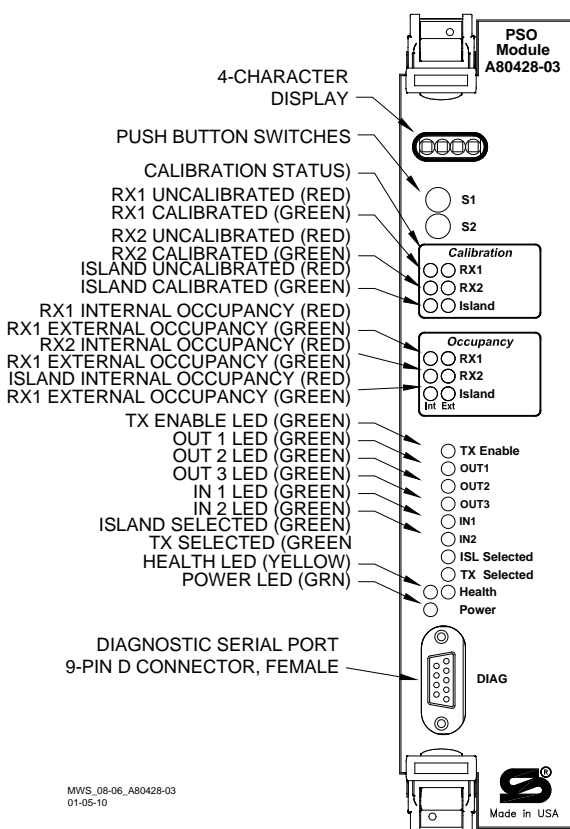 PSO
Module
A80428-03
4-CHARACTER
DISPLAY
PUSH BUTTON SWITCHES
CALIBRATION STATUS)
RX1 UNCALIBRATED (RED)
RX1 CALIBRATED (GREEN)
RX2 UNCALIBRATED (RED)
RX2 CALIBRATED (GREEN)
ISLAND UNCALIBRATED (RED)
ISLAND CALIBRATED (GREEN)
RX1 INTERNAL OCCUPANCY (RED)
RX1 EXTERNAL OCCUPANCY (GREEN)
RX2 INTERNAL OCCUPANCY (RED)
RX1 EXTERNAL OCCUPANCY (GREEN)
ISLAND INTERNAL OCCUPANCY (RED)
RX1 EXTERNAL OCCUPANCY (GREEN)
TX ENABLE LED (GREEN)
OUT 1 LED (GREEN)
OUT 2 LED (GREEN)
OUT 3 LED (GREEN)
IN 1 LED (GREEN)
IN 2 LED (GREEN)
ISLAND SELECTED (GREEN)
TX SELECTED (GREEN
HEALTH LED (YELLOW)
POWER LED (GRN)
DIAGNOSTIC SERIAL PORT
9-PIN D CONNECTOR, FEMALE
S1
S2
Calibration
RX1
RX2
Island
Occupancy
RX1
RX2
Island
Int Ext
TX Enable
OUT1
OUT2
OUT3
IN1
IN2
ISL Selected
TX Selected
Health
Power
DIAG
®
Made in USA
MWS_08-06_A80428-03
01-05-10